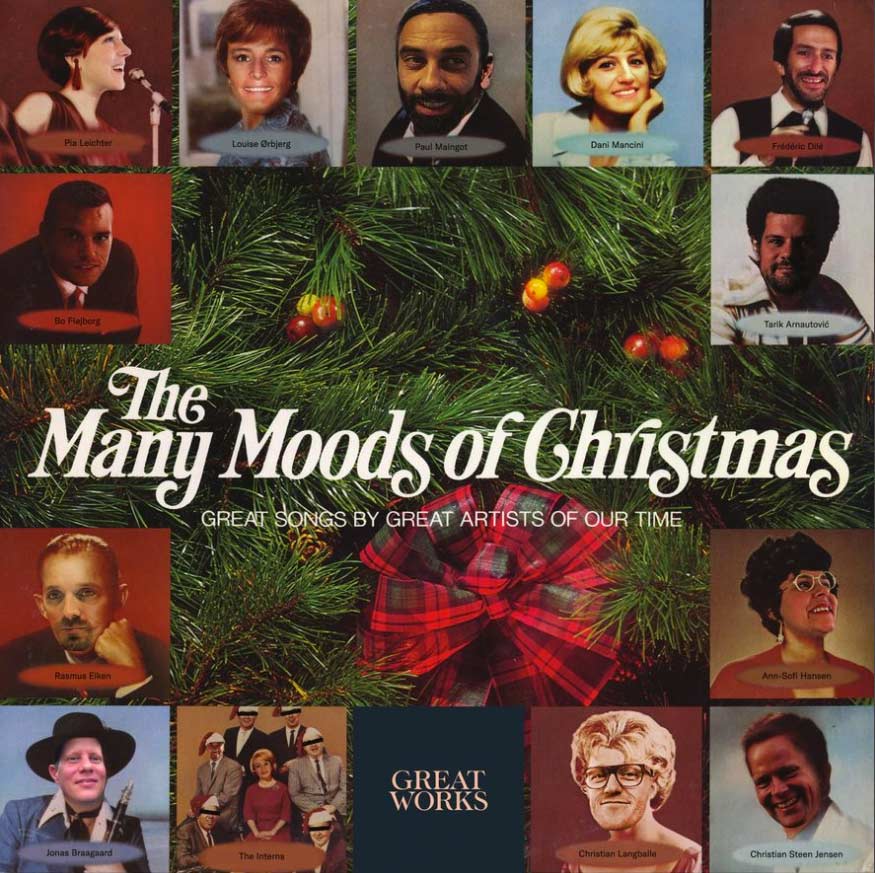 Pia Leichter
Louise Ørbjerg
Paul Maingot
Dani Mancini
Frédéric Dilé
Bo Flejborg
Tarik Arnautović
The
Many Moods of Christmas
GREAT SONGS BY GREAT ARTISTS OF OUR TIME
Rasmus Eiken
Ann-Sofi Hansen
Jonas Braagaard
The Interns
GREAT
WORKS
Christian Langballe
Christian Steen Jensen